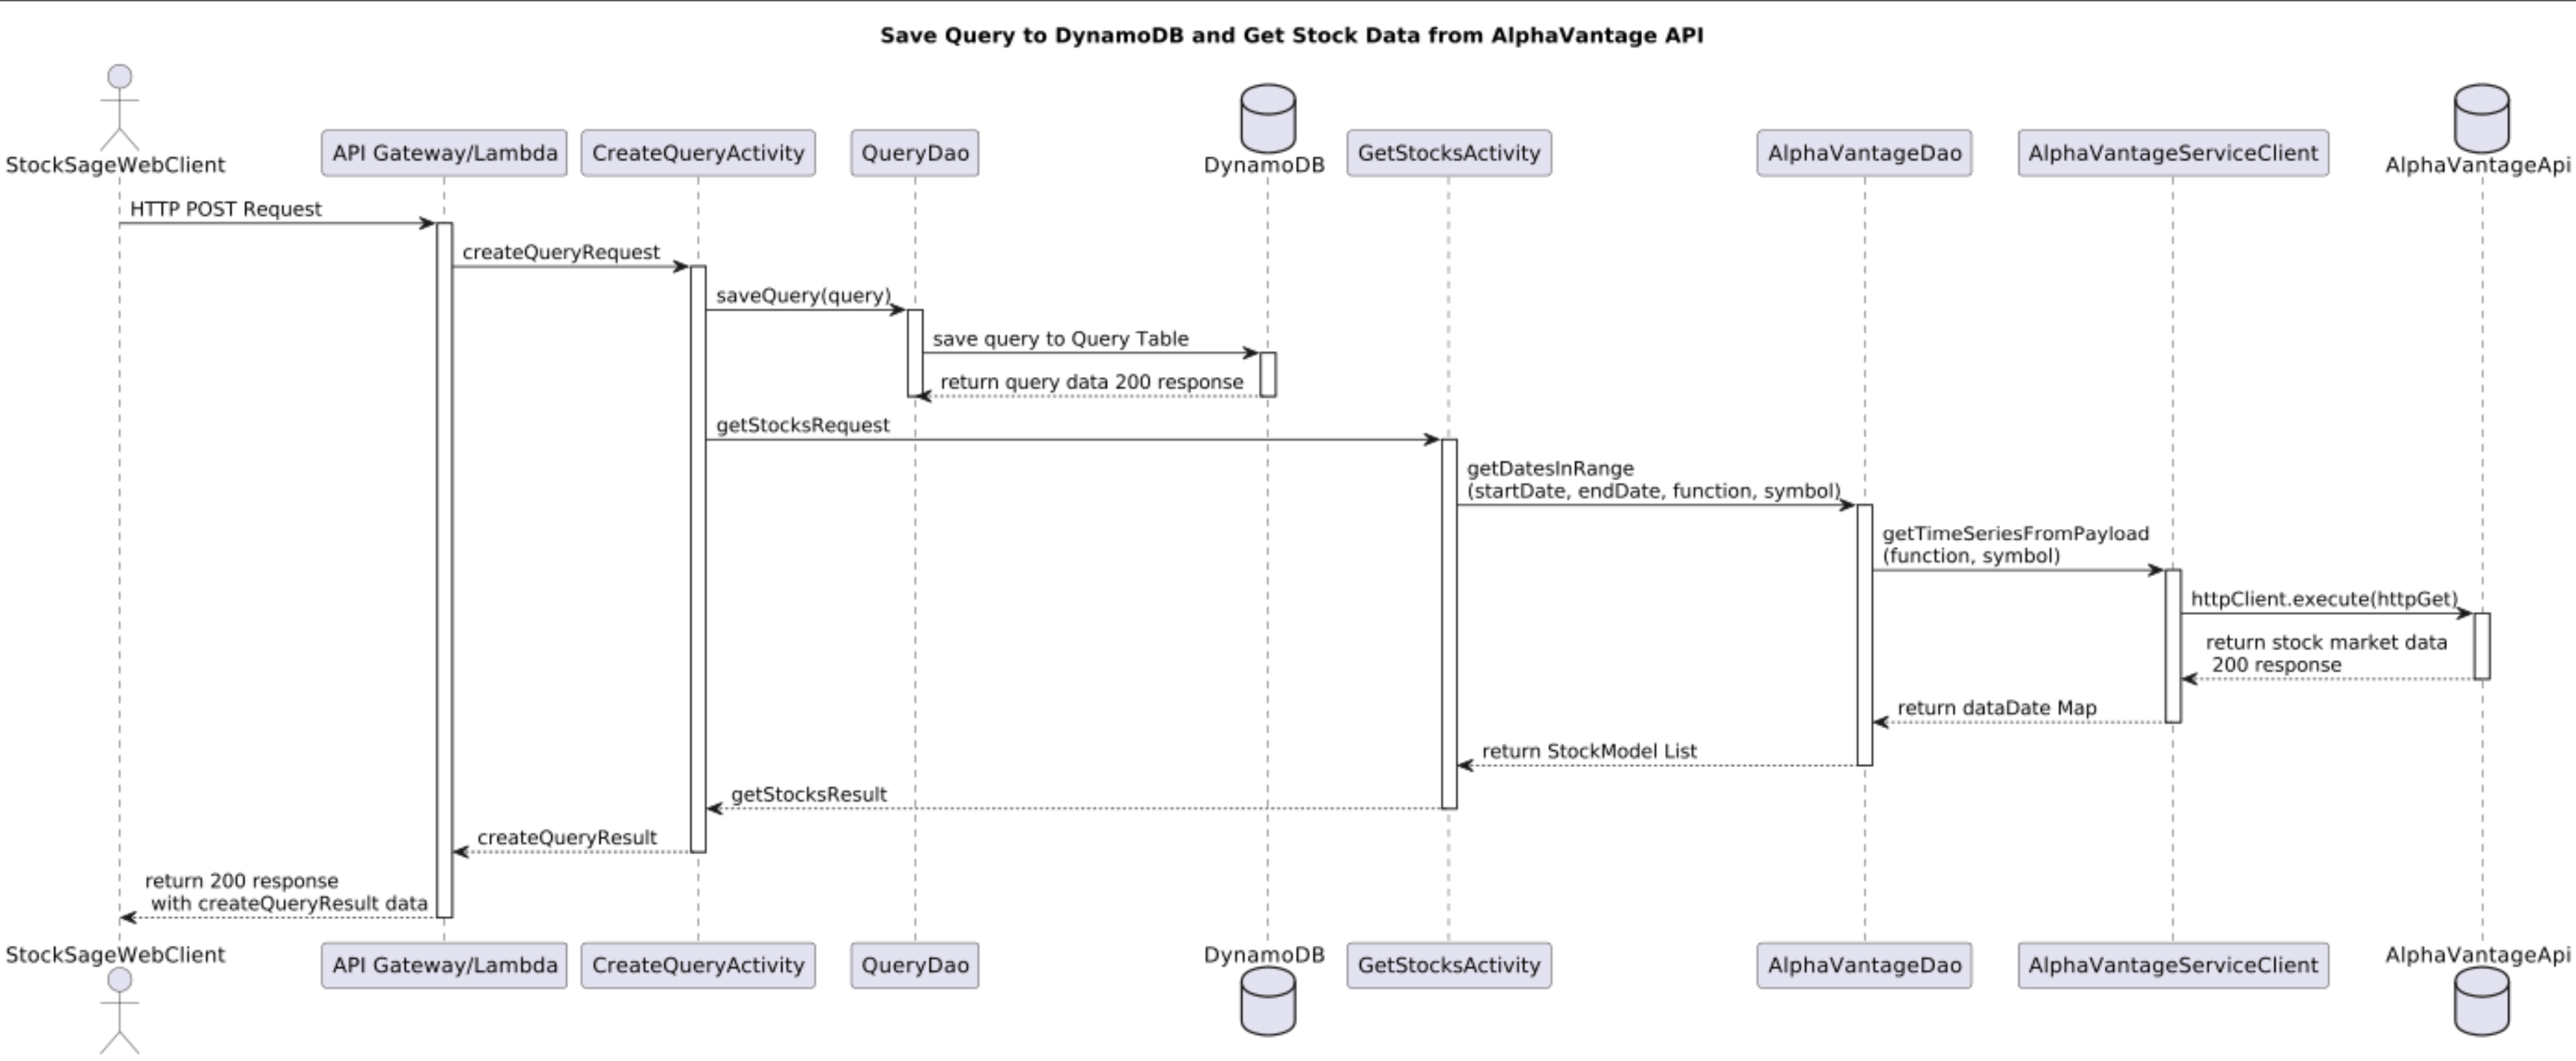 Save Query to DynamoDB and Get Stock Data from AlphaVantage API
StockSageWebClient
API Gateway/Lambda
CreateQueryActivity
QueryDao
DynamoDB
GetStocksActivity
AlphaVantageDao
AlphaVantageServiceClient
AlphaVantageApi
HTTP POST Request
createQueryRequest
saveQuery(query)
save query to Query Table
return query data 200 response
getStocksRequest
getDatesInRange
(startDate, endDate, function, symbol)
getTimeSeriesFromPayload
(function, symbol)
httpClient.execute(httpGet)
return stock market data
200 response
return dataDate Map
return StockModel List
getStocksResult
createQueryResult
return 200 response
with createQueryResult data
StockSageWebClient
API Gateway/Lambda
CreateQueryActivity
QueryDao
DynamoDB
GetStocksActivity
AlphaVantageDao
AlphaVantageServiceClient
AlphaVantageApi